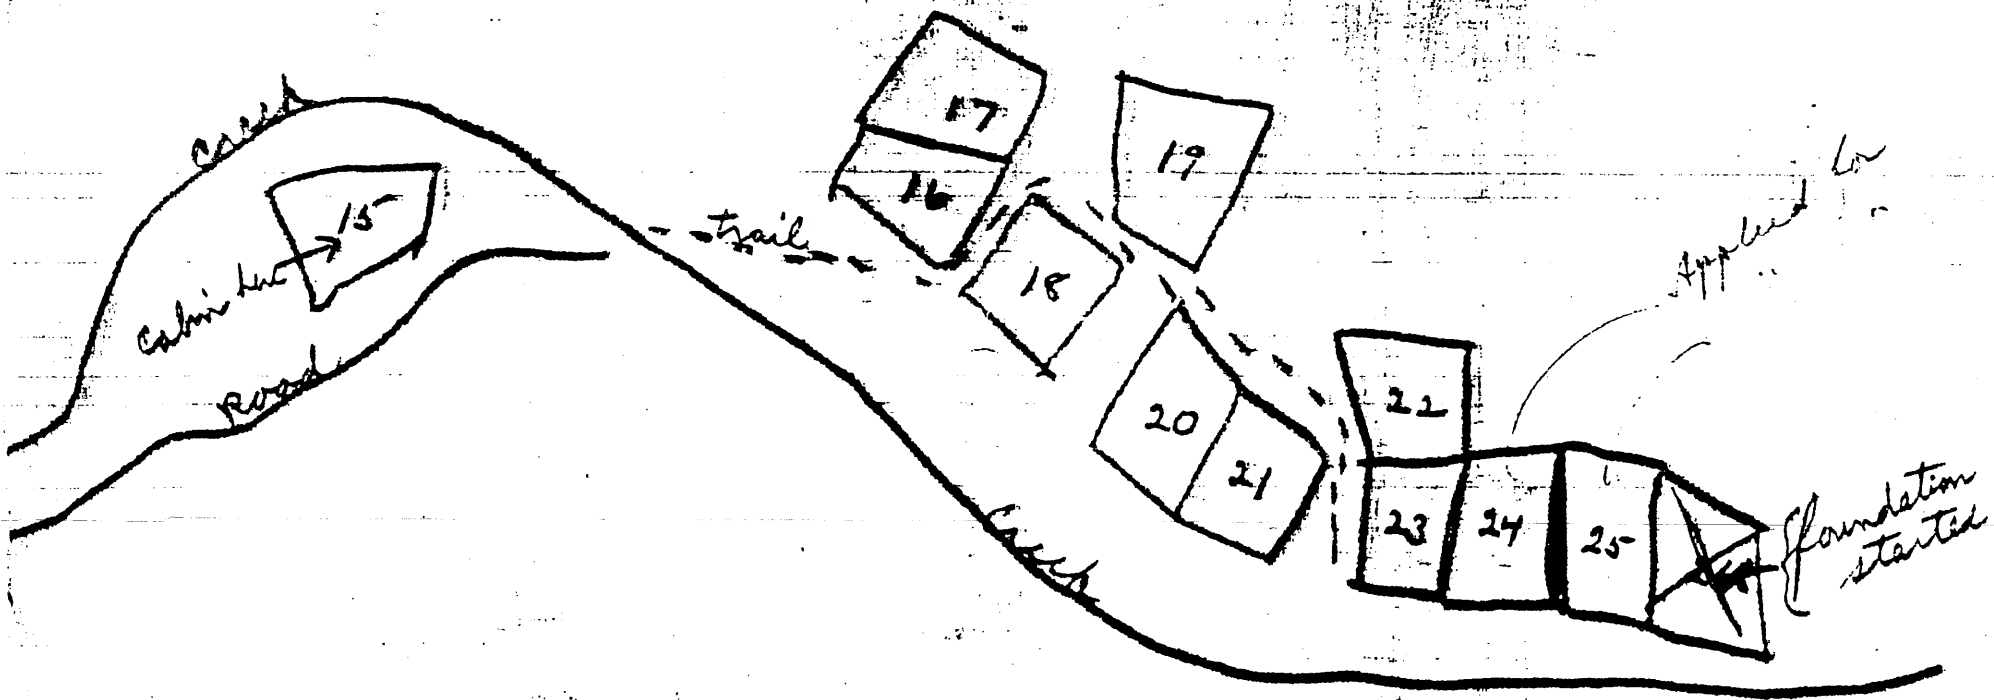 creek
17
16
19
15
trail
18
cabin here
Road
Applied for
" "
22
20
21
23
24
25
creek
foundation
started